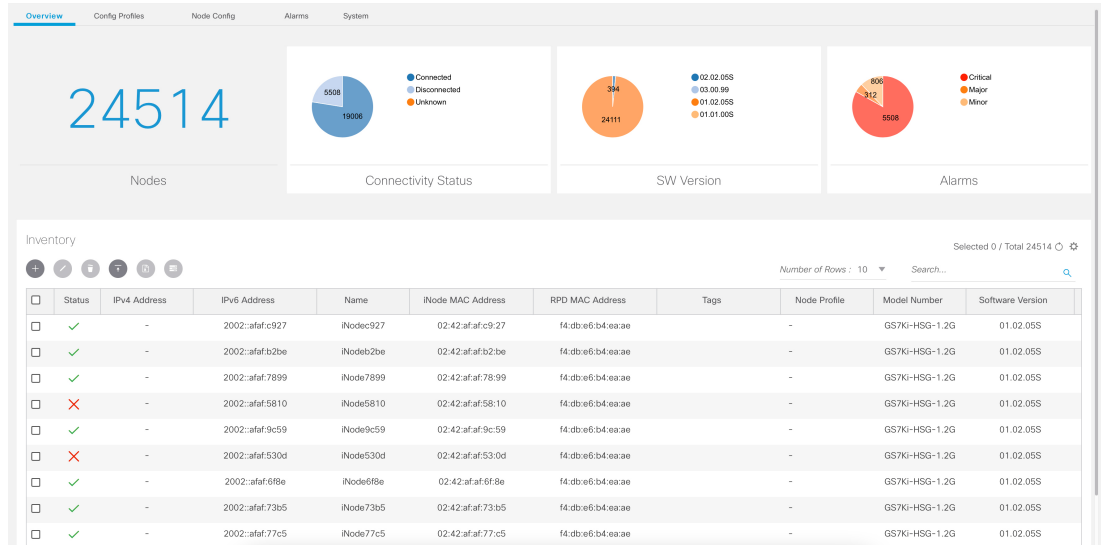 Overview Config Profiles Node Config Alarms System
24514
Nodes
5508
19006
Connected
Disconnected
Unknown
Connectivity Status
394
24111
02.02.05S
03.00.99
01.02.05S
01.01.00S
SW Version
806
312
5508
Critical
Major
Minor
Alarms
Inventory
Selected 0 / Total 24514
Number of Rows : 10 Search...
Status IPv4 Address IPv6 Address Name iNode MAC Address RPD MAC Address Tags Node Profile Model Number Software Version
- 2002::afaf:c927 iNodec927 02:42:af:af:c9:27 f4:db:e6:b4:ea:ae - GS7Ki-HSG-1.2G 01.02.05S
- 2002::afaf:b2be iNodeb2be 02:42:af:af:b2:be f4:db:e6:b4:ea:ae - GS7Ki-HSG-1.2G 01.02.05S
- 2002::afaf:7899 iNode7899 02:42:af:af:78:99 f4:db:e6:b4:ea:ae - GS7Ki-HSG-1.2G 01.02.05S
- 2002::afaf:5810 iNode5810 02:42:af:af:58:10 f4:db:e6:b4:ea:ae - GS7Ki-HSG-1.2G 01.02.05S
- 2002::afaf:9c59 iNode9c59 02:42:af:af:9c:59 f4:db:e6:b4:ea:ae - GS7Ki-HSG-1.2G 01.02.05S
- 2002::afaf:530d iNode530d 02:42:af:af:53:0d f4:db:e6:b4:ea:ae - GS7Ki-HSG-1.2G 01.02.05S
- 2002::afaf:6f8e iNode6f8e 02:42:af:af:6f:8e f4:db:e6:b4:ea:ae - GS7Ki-HSG-1.2G 01.02.05S
- 2002::afaf:73b5 iNode73b5 02:42:af:af:73:b5 f4:db:e6:b4:ea:ae - GS7Ki-HSG-1.2G 01.02.05S
- 2002::afaf:77c5 iNode77c5 02:42:af:af:77:c5 f4:db:e6:b4:ea:ae - GS7Ki-HSG-1.2G 01.02.05S